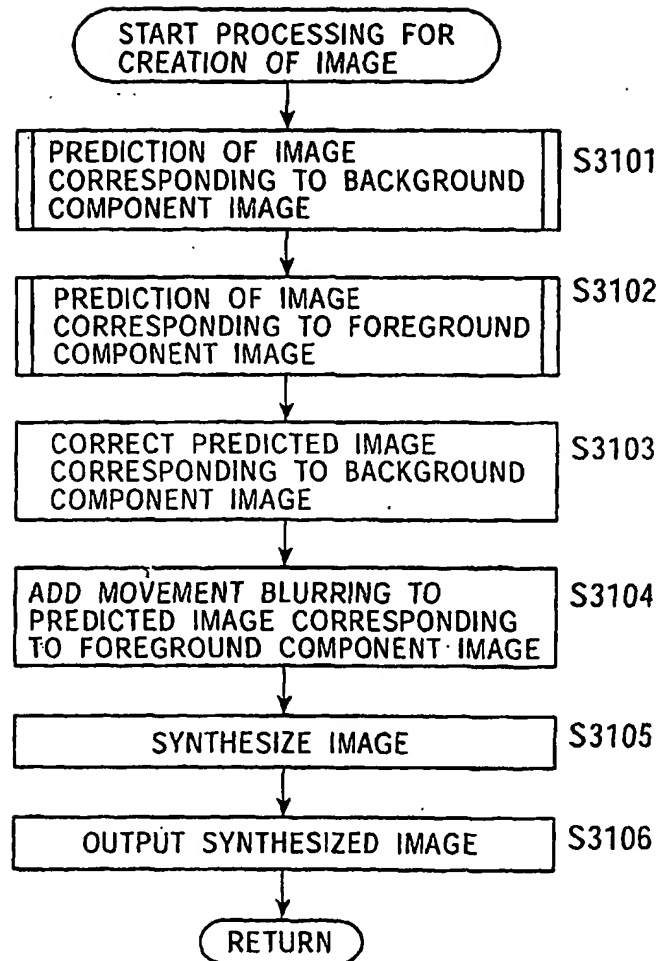 START PROCESSING FOR
CREATION OF IMAGE
PREDICTION OF IMAGE
CORRESPONDING TO BACKGROUND
COMPONENT IMAGE
S3101
PREDICTION OF IMAGE
CORRESPONDING TO FOREGROUND
COMPONENT IMAGE
S3102
CORRECT PREDICTED IMAGE
CORRESPONDING TO BACKGROUND
COMPONENT IMAGE
S3103
ADD MOVEMENT BLURRING TO
PREDICTED IMAGE CORRESPONDING
TO FOREGROUND COMPONENT IMAGE
S3104
SYNTHESIZE IMAGE
S3105
OUTPUT SYNTHESIZED IMAGE
S3106
RETURN